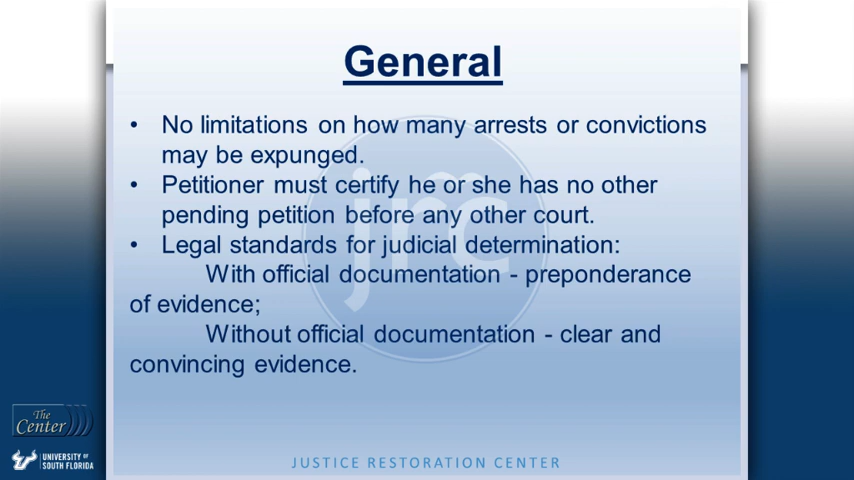 General
• No limitations on how many arrests or convictions
may be expunged.
• Petitioner must certify he or she has no other
pending petition before any other court.
• Legal standards for judicial determination:
With official documentation - preponderance
of evidence;
Without official documentation - clear and
convincing evidence.
jrmc
The
Center
UNIVERSITY OF
SOUTH FLORIDA
JUSTICE RESTORATION CENTER